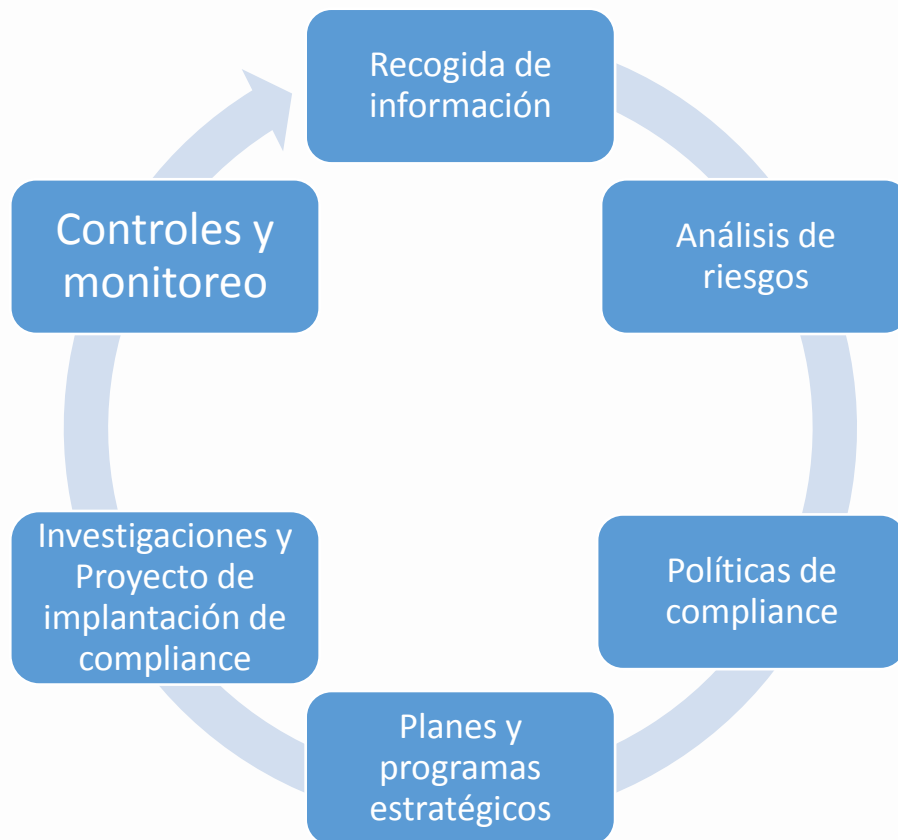 Recogida de
información
Análisis de
riesgos
Políticas de
compliance
Planes y
programas
estratégicos
Investigaciones y
Proyecto de
implantación de
compliance
Controles y
monitoreo